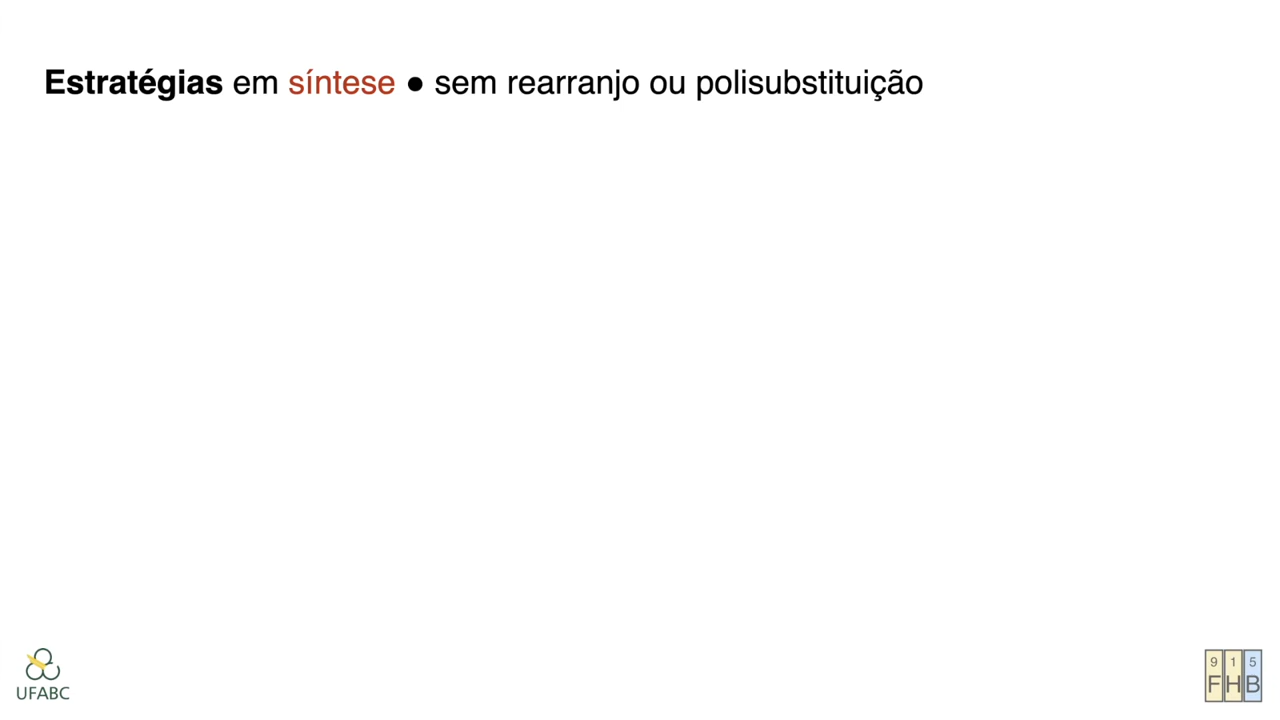 Estratégias em síntese ● sem rearranjo ou polisubstituição
UFABC
9 1 5
F H B